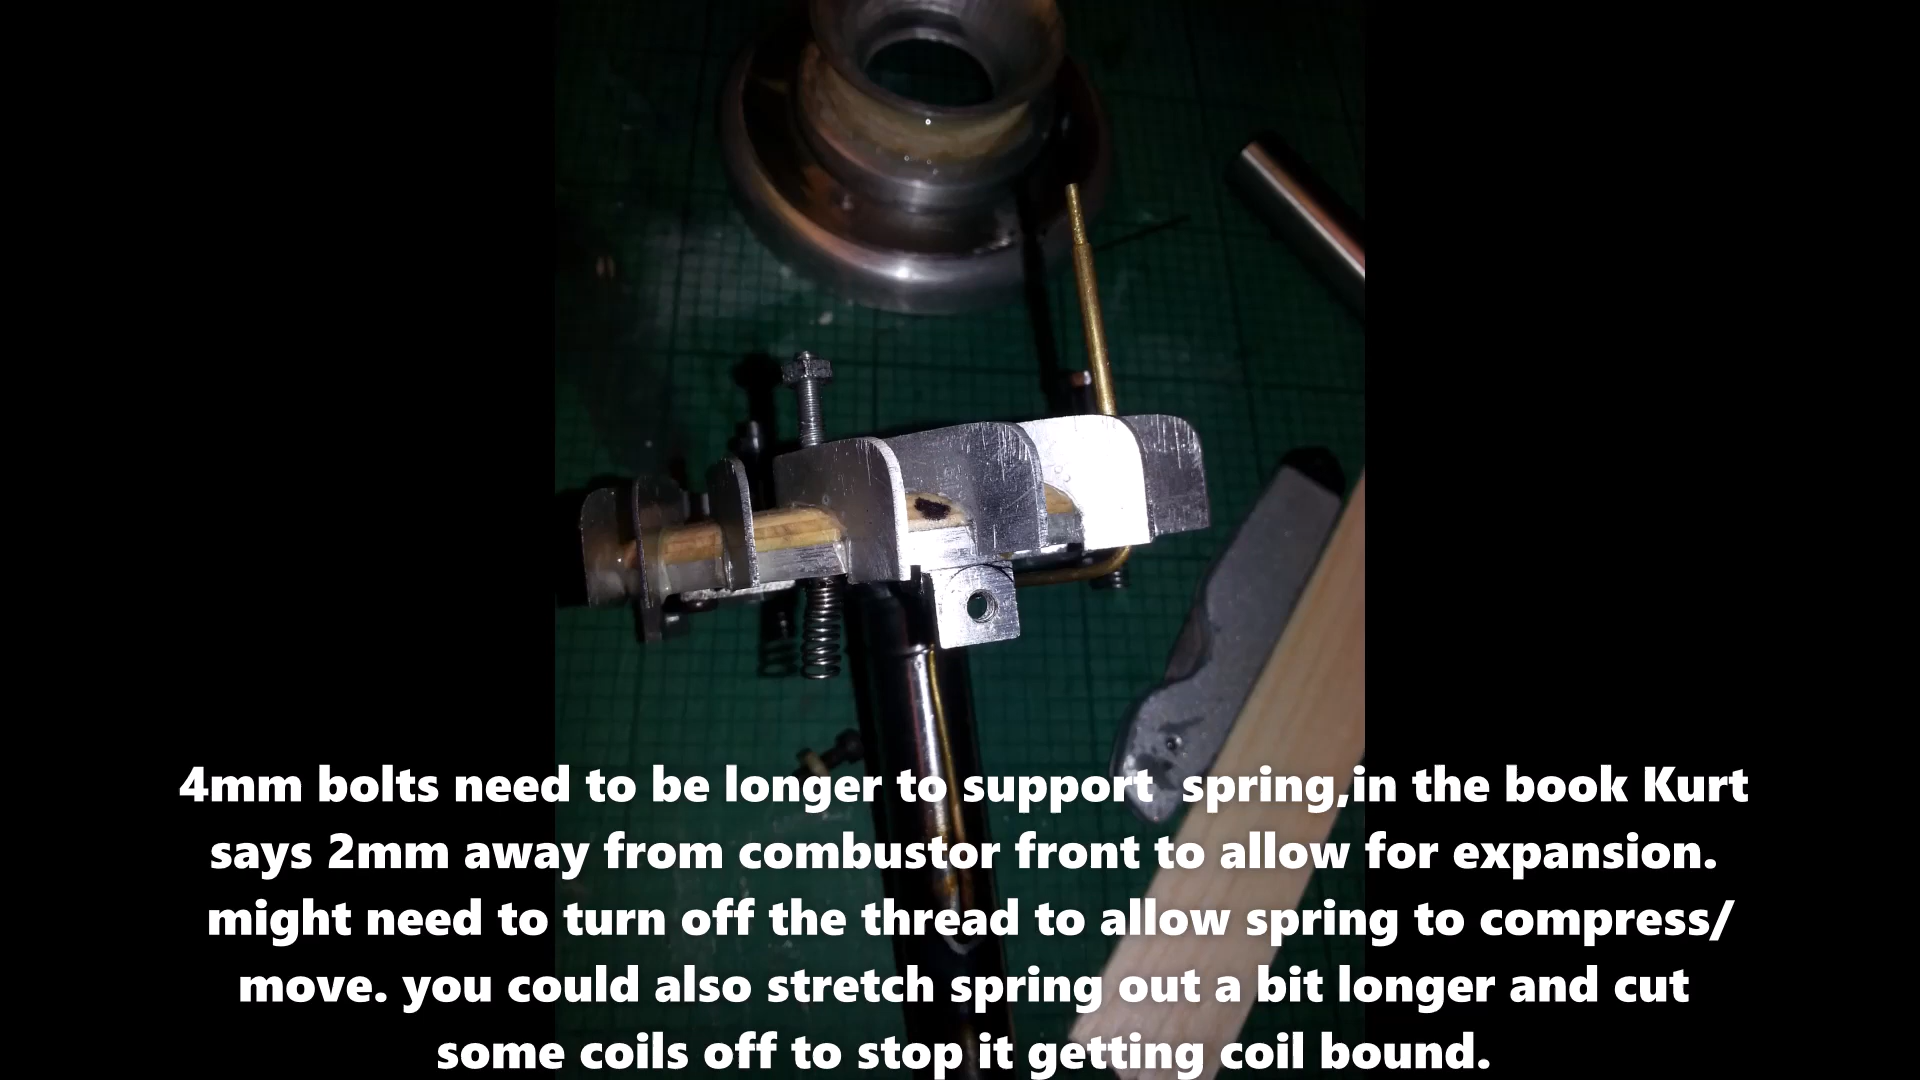 4mm bolts need to be longer to support  spring,in the book Kurt
says 2mm away from combustor front to allow for expansion.
might need to turn off the thread to allow spring to compress/
move. you could also stretch spring out a bit longer and cut
some coils off to stop it getting coil bound.